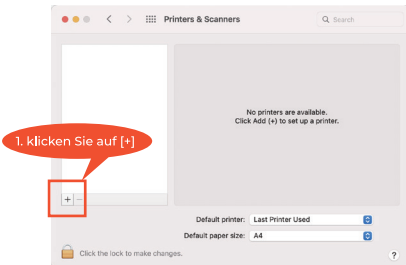 Printers & Scanners
Search
No printers are available.
Click Add (+) to set up a printer.
1. klicken Sie auf [+]
+ −
Default printer: Last Printer Used
Default paper size: A4
Click the lock to make changes.
?